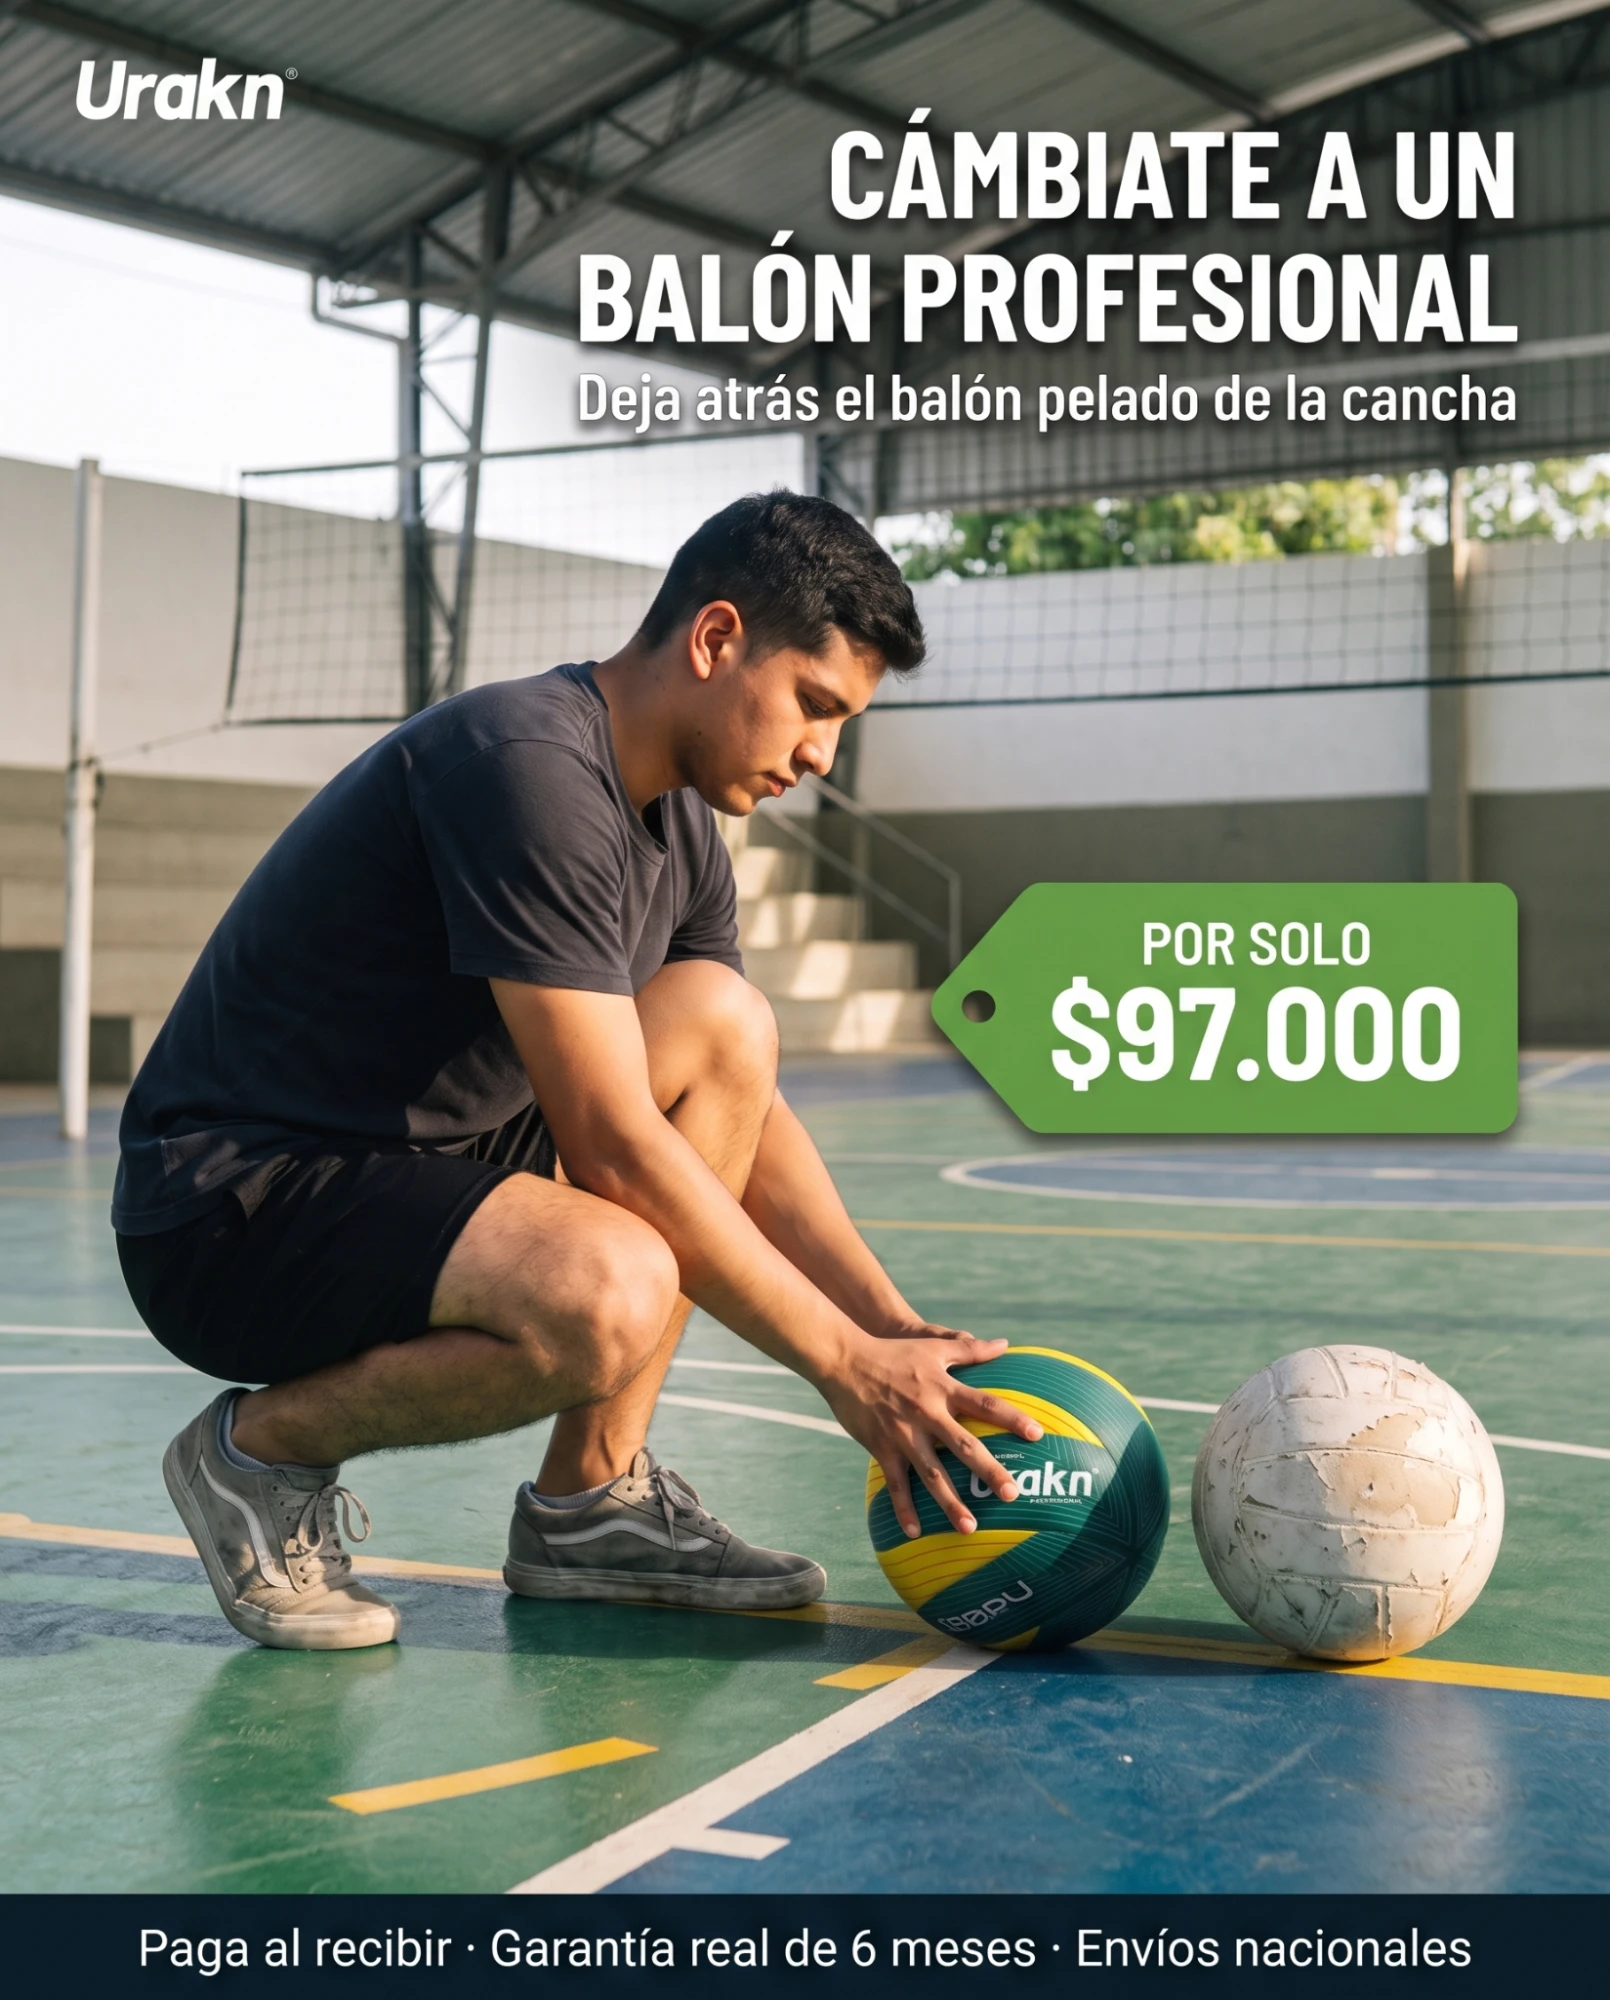 Urakn®
CÁMBIATE A UN
BALÓN PROFESIONAL
Deja atrás el balón pelado de la cancha
POR SOLO
$97.000
Urakn
Paga al recibir · Garantía real de 6 meses · Envíos nacionales